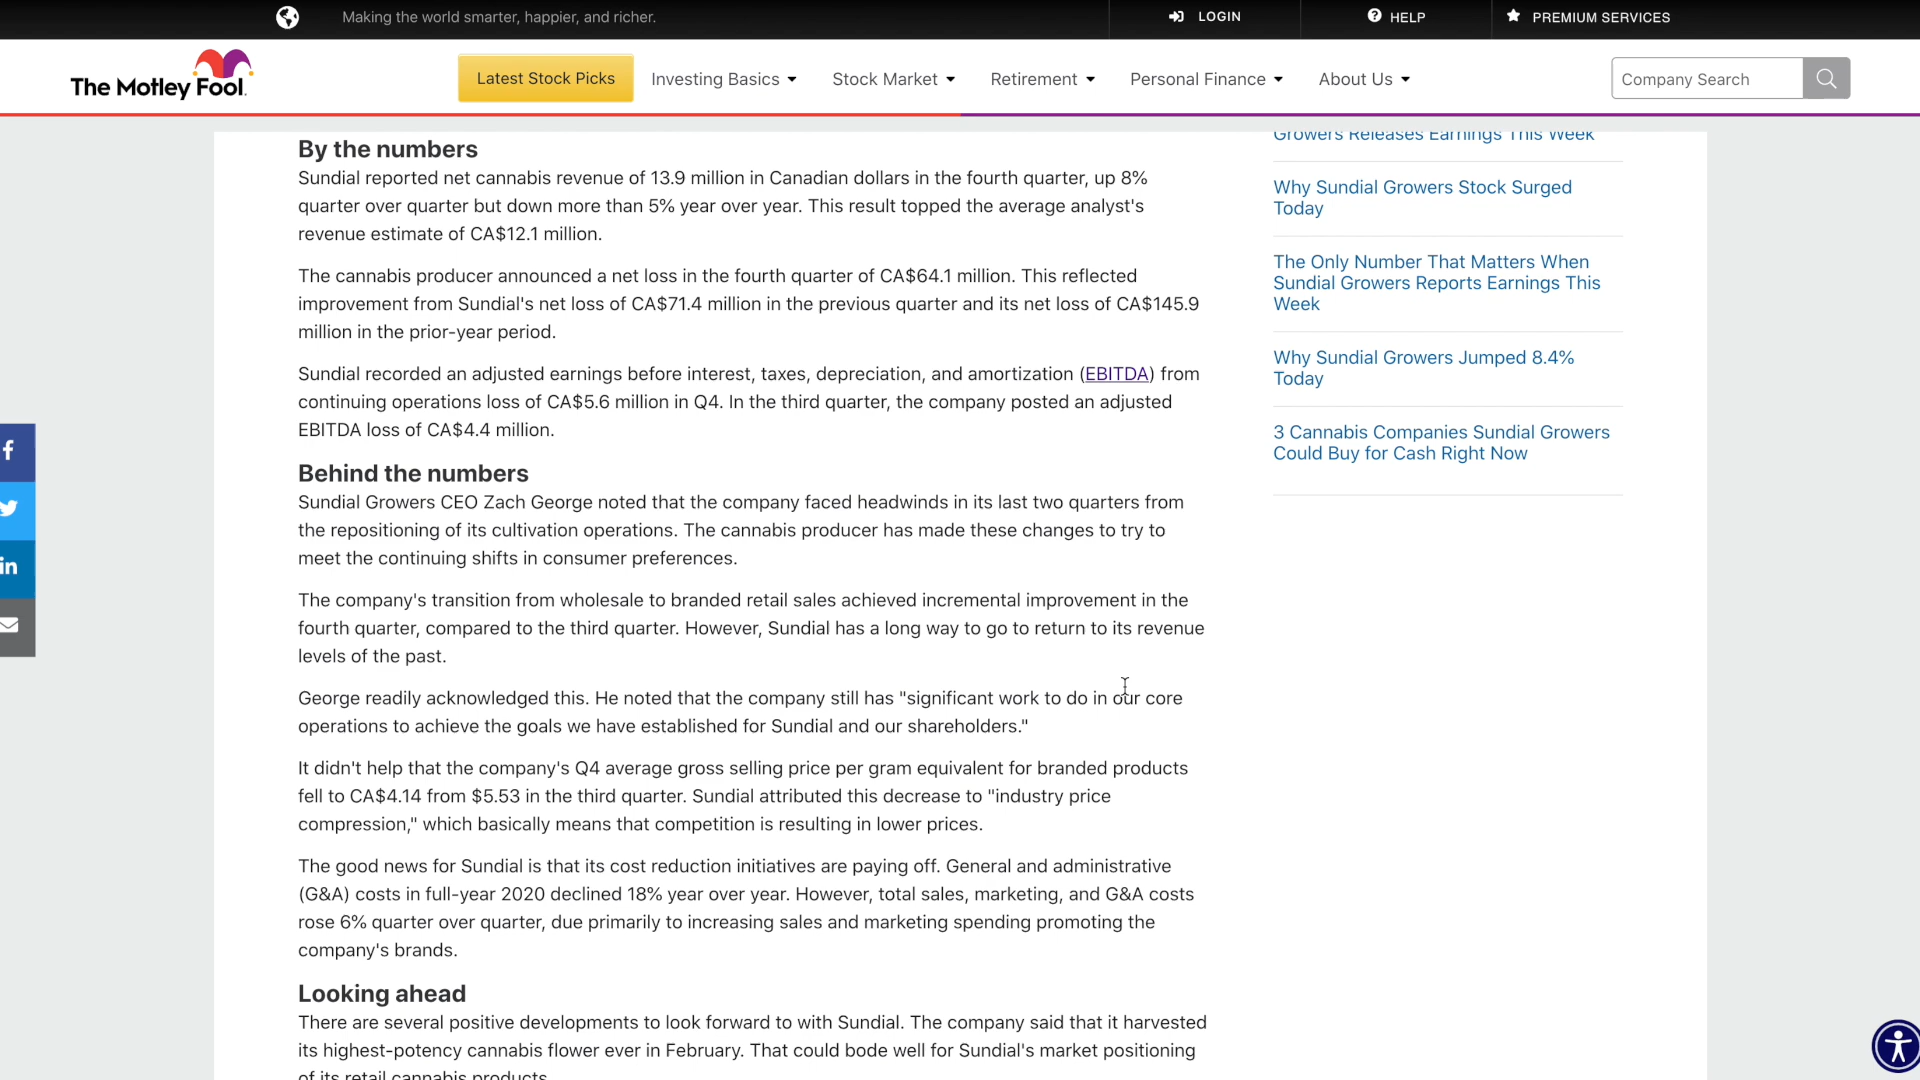 Making the world smarter, happier, and richer.
LOGIN
HELP
PREMIUM SERVICES
The Motley Fool.
Latest Stock Picks
Investing Basics
Stock Market
Retirement
Personal Finance
About Us
Company Search
By the numbers
Sundial reported net cannabis revenue of 13.9 million in Canadian dollars in the fourth quarter, up 8%
quarter over quarter but down more than 5% year over year. This result topped the average analyst's
revenue estimate of CA$12.1 million.
The cannabis producer announced a net loss in the fourth quarter of CA$64.1 million. This reflected
improvement from Sundial's net loss of CA$71.4 million in the previous quarter and its net loss of CA$145.9
million in the prior-year period.
Sundial recorded an adjusted earnings before interest, taxes, depreciation, and amortization (EBITDA) from
continuing operations loss of CA$5.6 million in Q4. In the third quarter, the company posted an adjusted
EBITDA loss of CA$4.4 million.
Behind the numbers
Sundial Growers CEO Zach George noted that the company faced headwinds in its last two quarters from
the repositioning of its cultivation operations. The cannabis producer has made these changes to try to
meet the continuing shifts in consumer preferences.
The company's transition from wholesale to branded retail sales achieved incremental improvement in the
fourth quarter, compared to the third quarter. However, Sundial has a long way to go to return to its revenue
levels of the past.
George readily acknowledged this. He noted that the company still has "significant work to do in our core
operations to achieve the goals we have established for Sundial and our shareholders."
It didn't help that the company's Q4 average gross selling price per gram equivalent for branded products
fell to CA$4.14 from $5.53 in the third quarter. Sundial attributed this decrease to "industry price
compression," which basically means that competition is resulting in lower prices.
The good news for Sundial is that its cost reduction initiatives are paying off. General and administrative
(G&A) costs in full-year 2020 declined 18% year over year. However, total sales, marketing, and G&A costs
rose 6% quarter over quarter, due primarily to increasing sales and marketing spending promoting the
company's brands.
Looking ahead
There are several positive developments to look forward to with Sundial. The company said that it harvested
its highest-potency cannabis flower ever in February. That could bode well for Sundial's market positioning
of its retail cannabis products.
Growers Releases Earnings This Week
Why Sundial Growers Stock Surged
Today
The Only Number That Matters When
Sundial Growers Reports Earnings This
Week
Why Sundial Growers Jumped 8.4%
Today
3 Cannabis Companies Sundial Growers
Could Buy for Cash Right Now